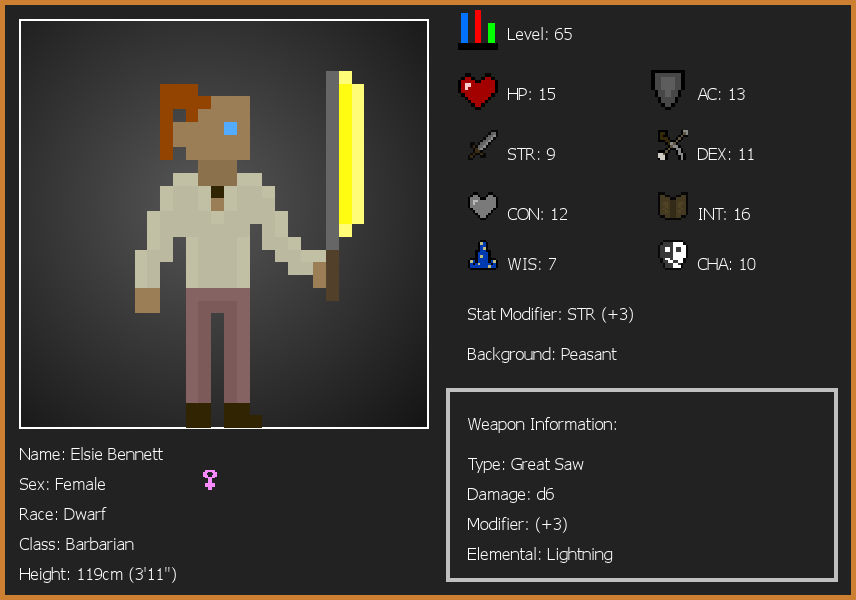 Level: 65
HP: 15
AC: 13
STR: 9
DEX: 11
CON: 12
INT: 16
WIS: 7
CHA: 10
Stat Modifier: STR (+3)
Background: Peasant
Weapon Information:
Type: Great Saw
Damage: d6
Modifier: (+3)
Elemental: Lightning
Name: Elsie Bennett
Sex: Female
Race: Dwarf
Class: Barbarian
Height: 119cm (3'11")